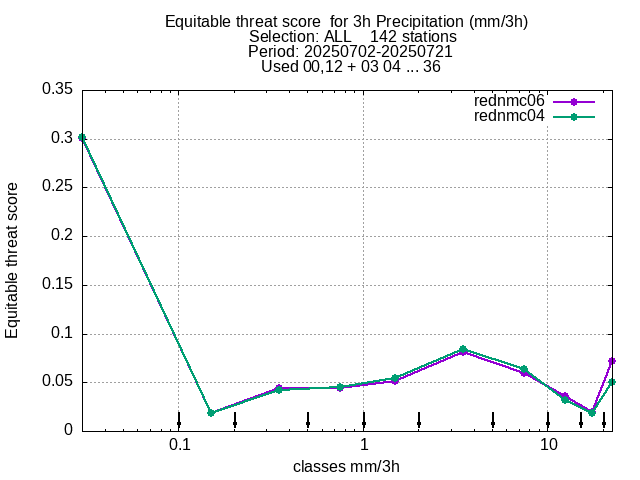 Equitable threat score  for 3h Precipitation (mm/3h)
Selection: ALL    142 stations
Period: 20250702-20250721
Used 00,12 + 03 04 ... 36
rednmc06
rednmc04
Equitable threat score
0.35
0.3
0.25
0.2
0.15
0.1
0.05
0
0.1
1
10
classes mm/3h